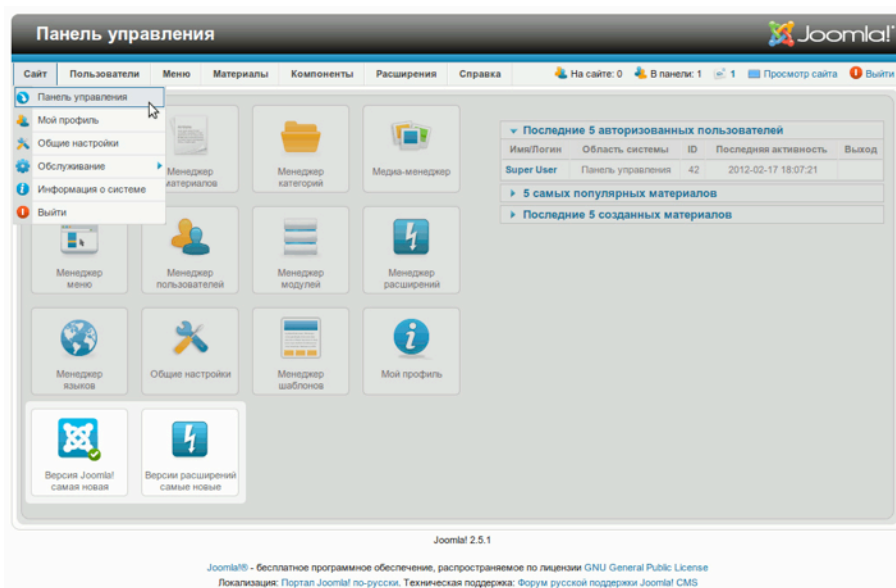 Панель управления
Joomla!
Сайт Пользователи Меню Материалы Компоненты Расширения Справка На сайте: 0 В панели: 1 1 Просмотр сайта Выйти
Панель управления
Мой профиль
Общие настройки
Обслуживание
Информация о системе
Выйти
Менеджер материалов
Менеджер
категорий
Медиа-менеджер
Последние 5 авторизованных пользователей
Имя/Логин Область системы ID Последняя активность Выход
Super User Панель управления 42 2012-02-17 18:07:21
5 самых популярных материалов
Последние 5 созданных материалов
Менеджер
меню
Менеджер
пользователей
Менеджер
модулей
Менеджер
расширений
Менеджер
языков
Общие настройки
Менеджер
шаблонов
Мой профиль
Версия Joomla!
самая новая
Версии расширений
самые новые
Joomla! 2.5.1
Joomla!® - бесплатное программное обеспечение, распространяемое по лицензии GNU General Public License
Локализация: Портал Joomla! по-русски. Техническая поддержка: Форум русской поддержки Joomla! CMS